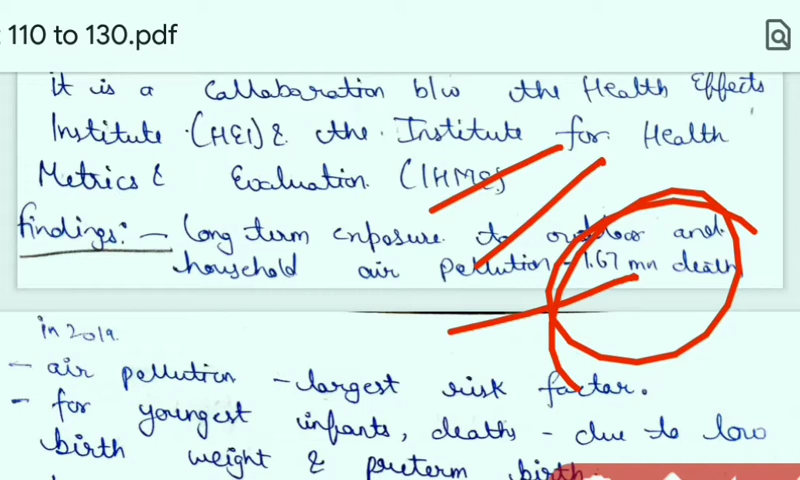 110 to 130.pdf
it is a Callaboration b/w the Health Effects
Institute (HEI) & the Institute for Health
Metrics & Evaluation (IHME)
findings: - long term exposure to outdoor and
household air pollution - 1.67 mn death
in 2019.
- air pollution - largest risk factor.
- for youngest infants, deaths - due to low
birth weight & preterm birth.